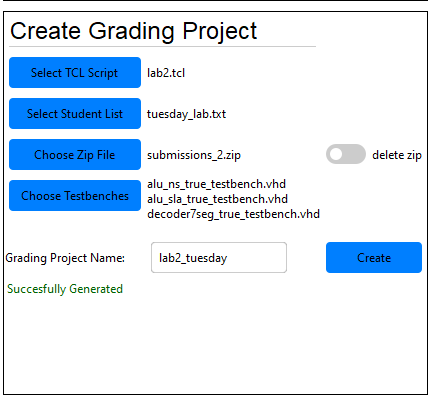 Create Grading Project
Select TCL Script lab2.tcl
Select Student List tuesday_lab.txt
Choose Zip File submissions_2.zip delete zip
Choose Testbenches alu_ns_true_testbench.vhd
alu_sla_true_testbench.vhd
decoder7seg_true_testbench.vhd
Grading Project Name: lab2_tuesday Create
Succesfully Generated